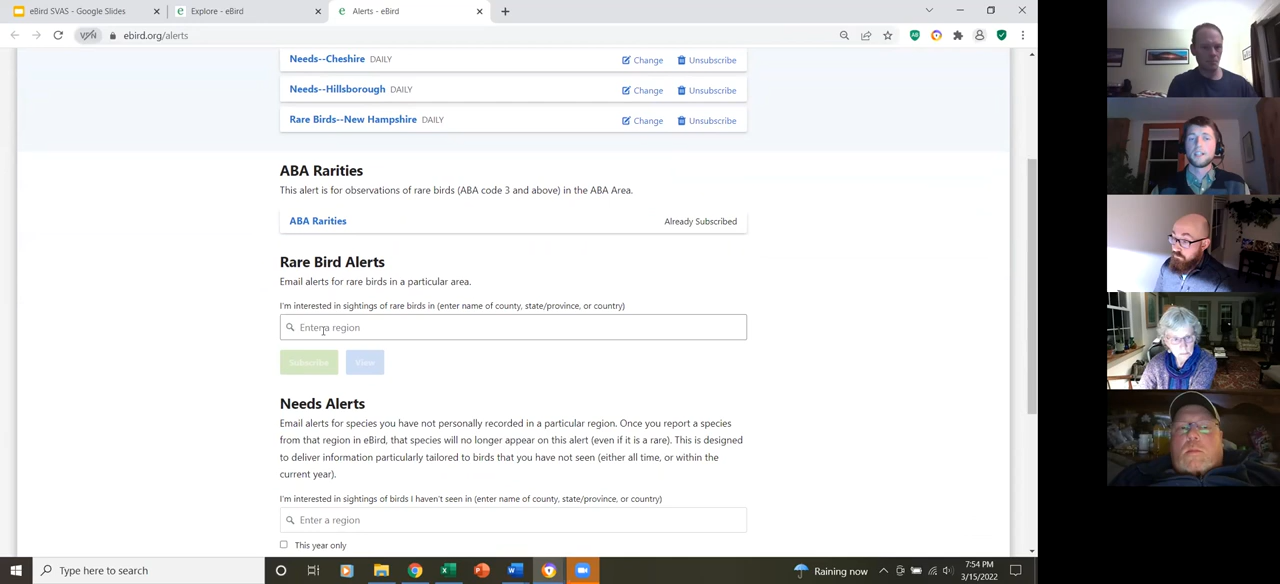 eBird SVAS - Google Slides
Explore - eBird
Alerts - eBird
VPN
ebird.org/alerts
Needs--Cheshire DAILY Change Unsubscribe
Needs--Hillsborough DAILY Change Unsubscribe
Rare Birds--New Hampshire DAILY Change Unsubscribe
ABA Rarities
This alert is for observations of rare birds (ABA code 3 and above) in the ABA Area.
ABA Rarities Already Subscribed
Rare Bird Alerts
Email alerts for rare birds in a particular area.
I'm interested in sightings of rare birds in (enter name of county, state/province, or country)
Enter a region
Subscribe View
Needs Alerts
Email alerts for species you have not personally recorded in a particular region. Once you report a species
from that region in eBird, that species will no longer appear on this alert (even if it is a rare). This is designed
to deliver information particularly tailored to birds that you have not seen (either all time, or within the
current year).
I'm interested in sightings of birds I haven't seen in (enter name of county, state/province, or country)
Enter a region
This year only
Type here to search
Raining now
7:54 PM
3/15/2022